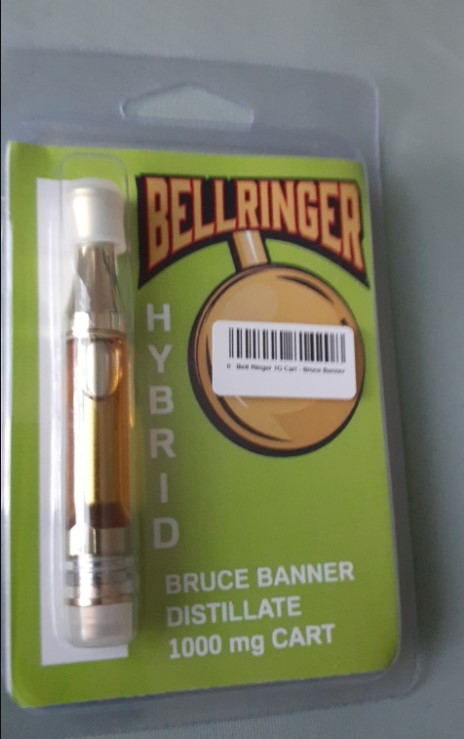 BELLRINGER
Bell Ringer 1G Cart - Bruce Banner
HYBRID
BRUCE BANNER
DISTILLATE
1000 mg CART